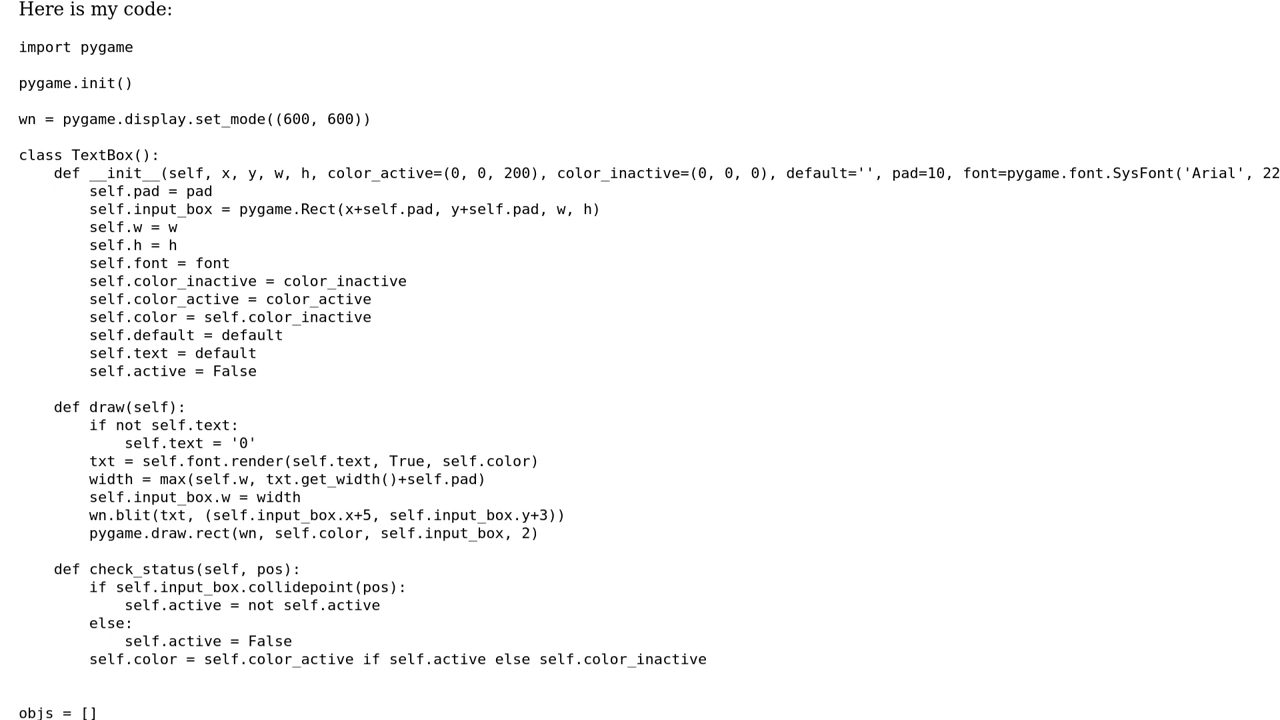 Here is my code:
import pygame
pygame.init()
wn = pygame.display.set_mode((600, 600))
class TextBox():
    def __init__(self, x, y, w, h, color_active=(0, 0, 200), color_inactive=(0, 0, 0), default='', pad=10, font=pygame.font.SysFont('Arial', 22
        self.pad = pad
        self.input_box = pygame.Rect(x+self.pad, y+self.pad, w, h)
        self.w = w
        self.h = h
        self.font = font
        self.color_inactive = color_inactive
        self.color_active = color_active
        self.color = self.color_inactive
        self.default = default
        self.text = default
        self.active = False
    def draw(self):
        if not self.text:
            self.text = '0'
        txt = self.font.render(self.text, True, self.color)
        width = max(self.w, txt.get_width()+self.pad)
        self.input_box.w = width
        wn.blit(txt, (self.input_box.x+5, self.input_box.y+3))
        pygame.draw.rect(wn, self.color, self.input_box, 2)
    def check_status(self, pos):
        if self.input_box.collidepoint(pos):
            self.active = not self.active
        else:
            self.active = False
        self.color = self.color_active if self.active else self.color_inactive
objs = []